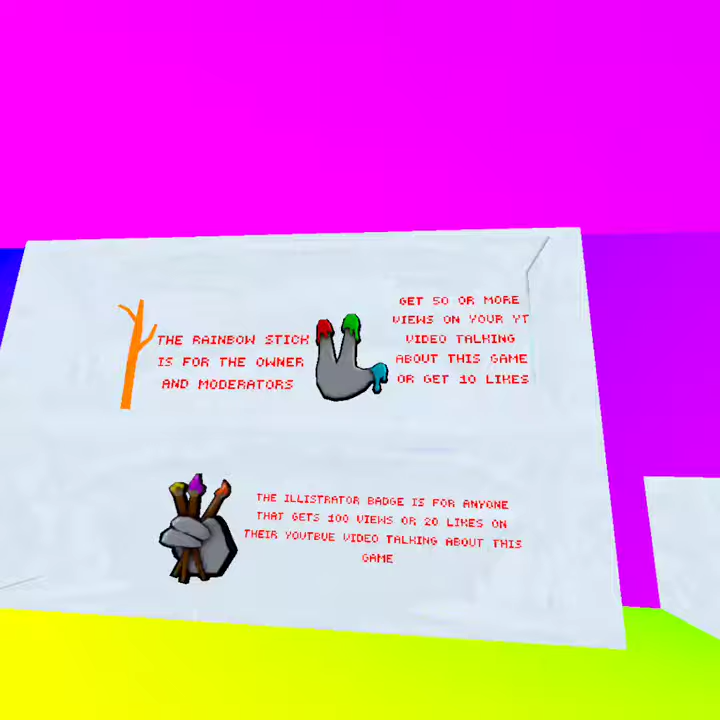 THE RAINBOW STICK
IS FOR THE OWNER
AND MODERATORS
GET 50 OR MORE
VIEWS ON YOUR YT
VIDEO TALKING
ABOUT THIS GAME
OR GET 10 LIKES
THE ILLISTRATOR BADGE IS FOR ANYONE
THAT GETS 100 VIEWS OR 20 LIKES ON
THEIR YOUTBUE VIDEO TALKING ABOUT THIS
GAME